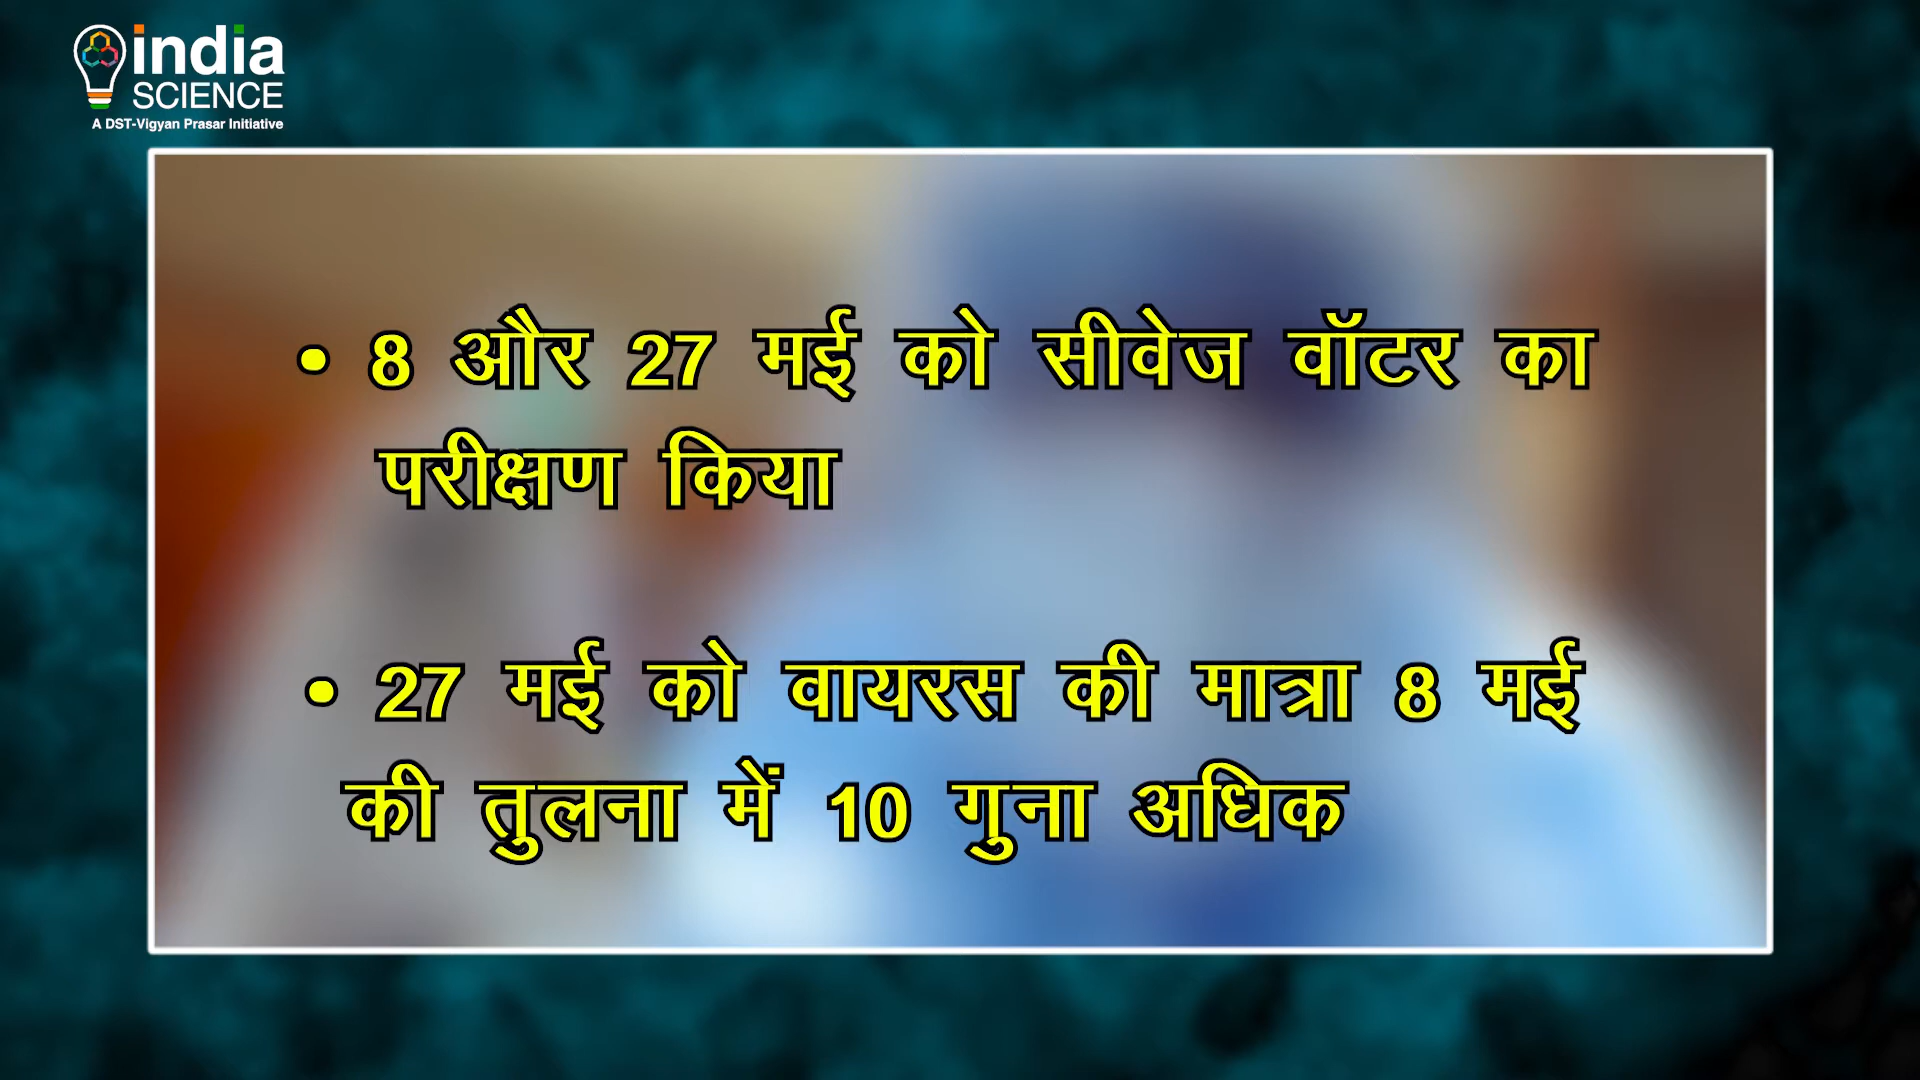 india
SCIENCE
A DST-Vigyan Prasar Initiative
• 8 और 27 मई को सीवेज वॉटर का
परीक्षण किया
• 27 मई को वायरस की मात्रा 8 मई
की तुलना में 10 गुना अधिक